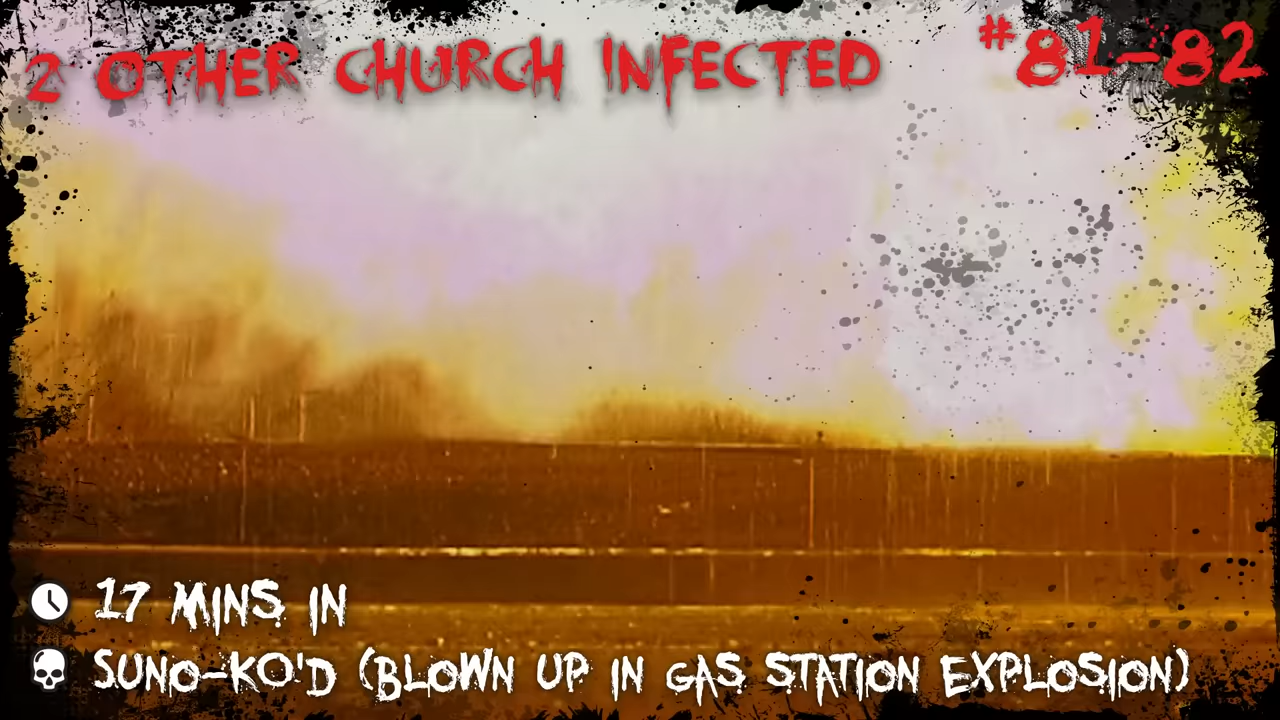 2 OTHER CHURCH INFECTED
#81-82
17 MINS IN
SUNO-KO'D (BLOWN UP IN GAS STATION EXPLOSION)